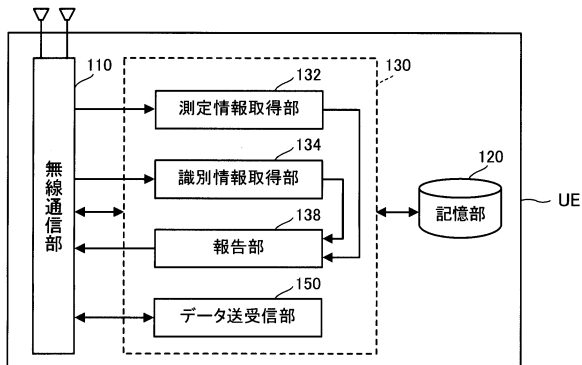 110
無線通信部
130
132
測定情報取得部
134
識別情報取得部
138
報告部
150
データ送受信部
120
記憶部
UE